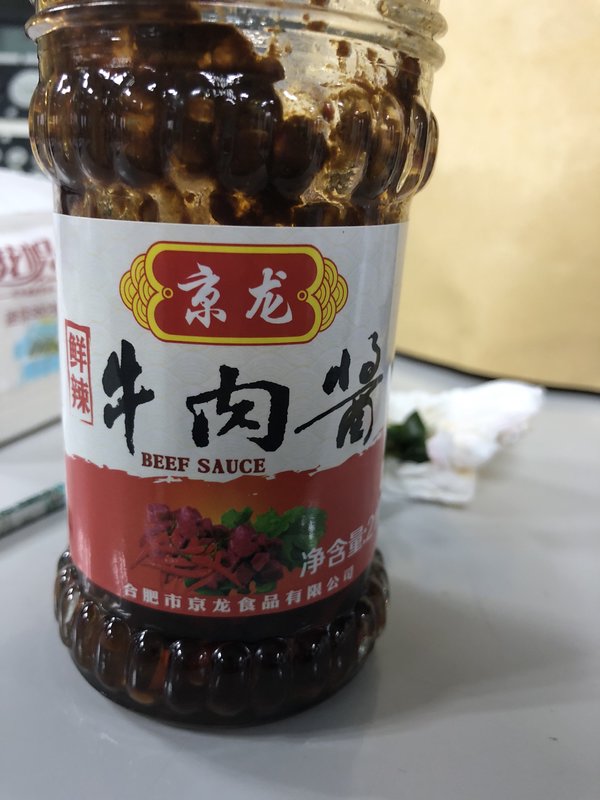 京龙
鲜辣
牛肉酱
BEEF SAUCE
净含量:2
合肥市京龙食品有限公司